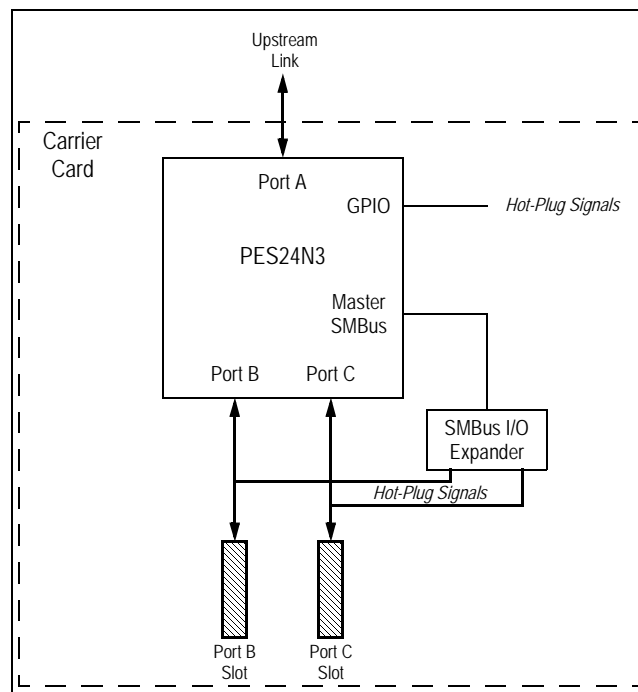 Upstream
Link
Carrier
Card
Port A
GPIO
Hot-Plug Signals
PES24N3
Master
SMBus
Port B
Port C
SMBus I/O
Expander
Hot-Plug Signals
Port B
Slot
Port C
Slot